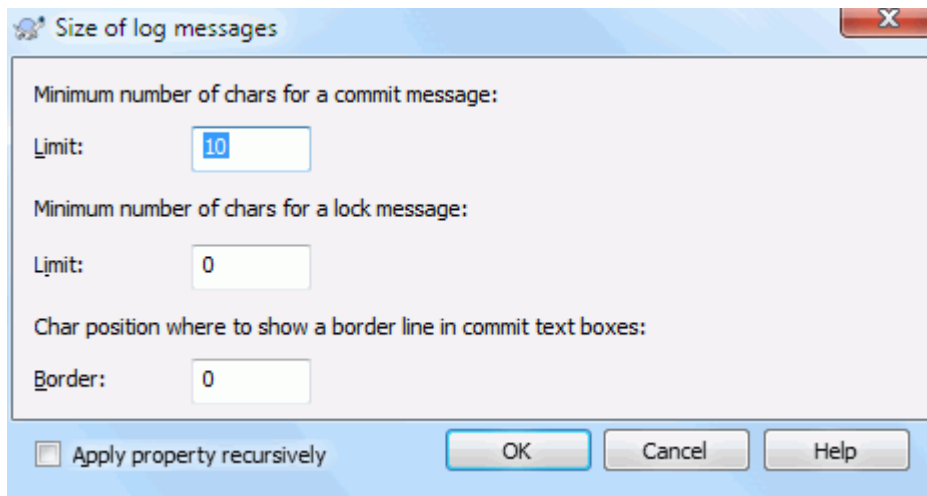 Size of log messages
Minimum number of chars for a commit message:
Limit: 10
Minimum number of chars for a lock message:
Limit: 0
Char position where to show a border line in commit text boxes:
Border: 0
Apply property recursively OK Cancel Help